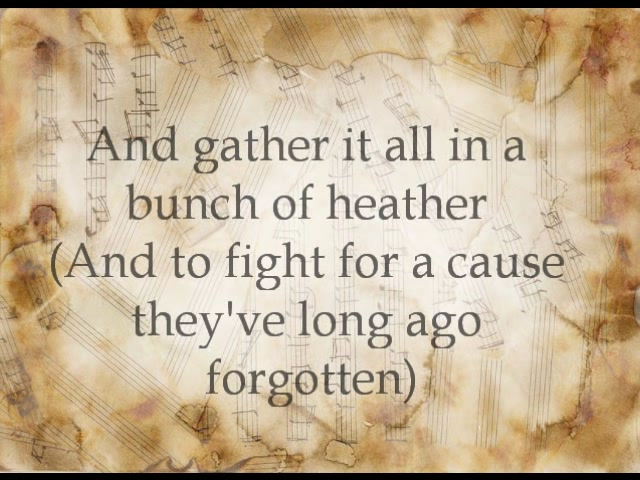 And gather it all in a
bunch of heather
(And to fight for a cause
they've long ago
forgotten)